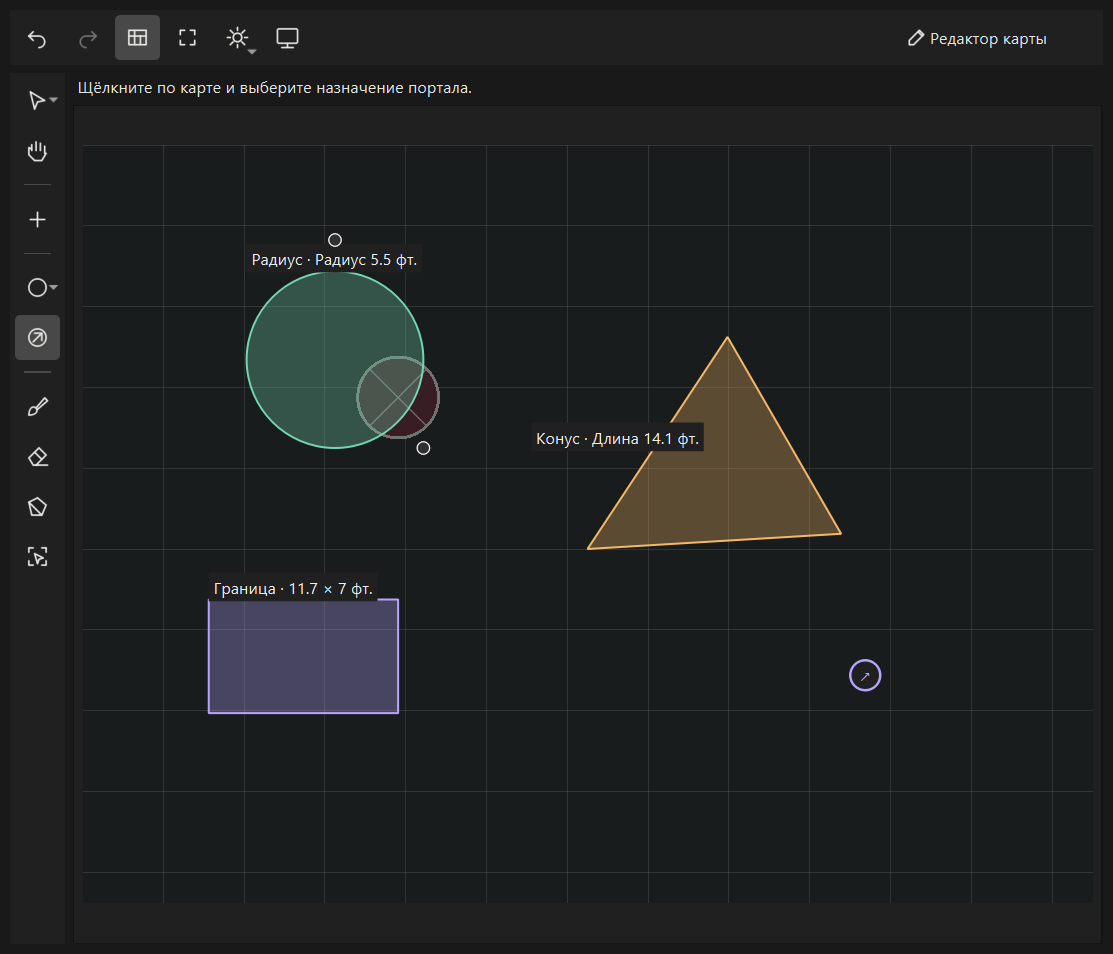 Редактор карты
Щёлкните по карте и выберите назначение портала.
Радиус · Радиус 5.5 фт.
Конус · Длина 14.1 фт.
Граница · 11.7 × 7 фт.